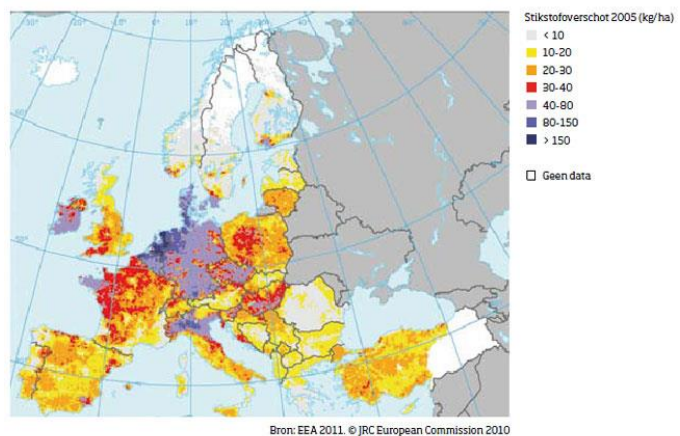 Stikstofoverschot 2005 (kg/ha)
< 10
10-20
20-30
30-40
40-80
80-150
> 150
Geen data
Bron: EEA 2011. © JRC European Commission 2010